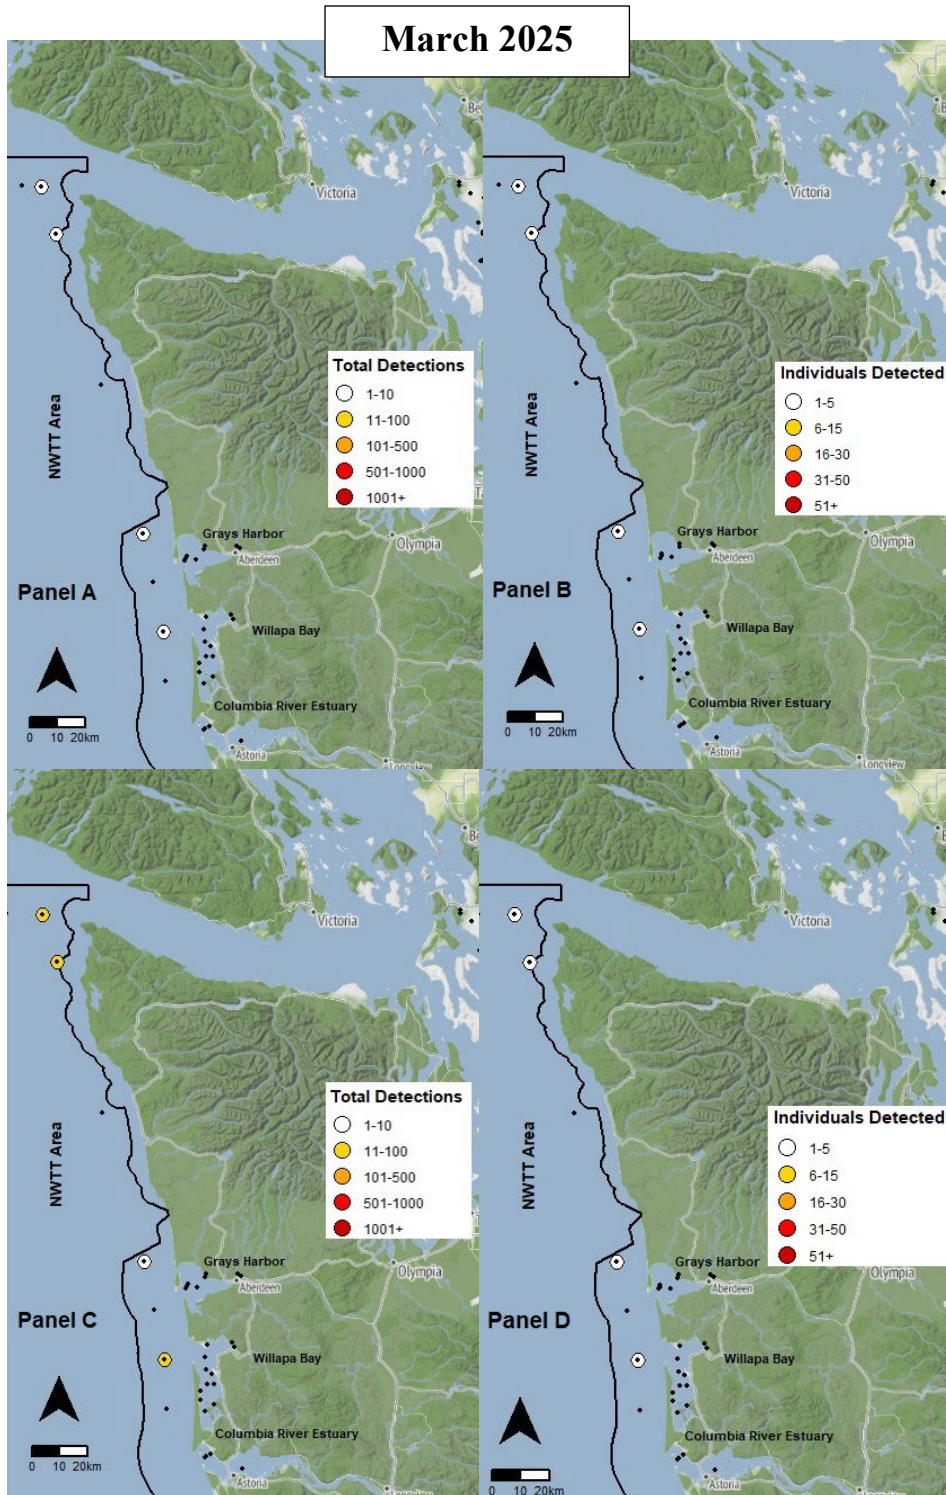 March 2025
Victoria
NWTT Area
Total Detections
1-10
11-100
101-500
501-1000
1001+
Grays Harbor
Aberdeen
Olympia
Panel A
Willapa Bay
Columbia River Estuary
0 10 20km
Astoria
Longview
Victoria
NWTT Area
Individuals Detected
1-5
6-15
16-30
31-50
51+
Grays Harbor
Aberdeen
Olympia
Panel B
Willapa Bay
Columbia River Estuary
0 10 20km
Astoria
Longview
Victoria
NWTT Area
Total Detections
1-10
11-100
101-500
501-1000
1001+
Grays Harbor
Aberdeen
Olympia
Panel C
Willapa Bay
Columbia River Estuary
0 10 20km
Astoria
Victoria
NWTT Area
Individuals Detected
1-5
6-15
16-30
31-50
51+
Grays Harbor
Aberdeen
Olympia
Panel D
Willapa Bay
Columbia River Estuary
0 10 20km
Astoria